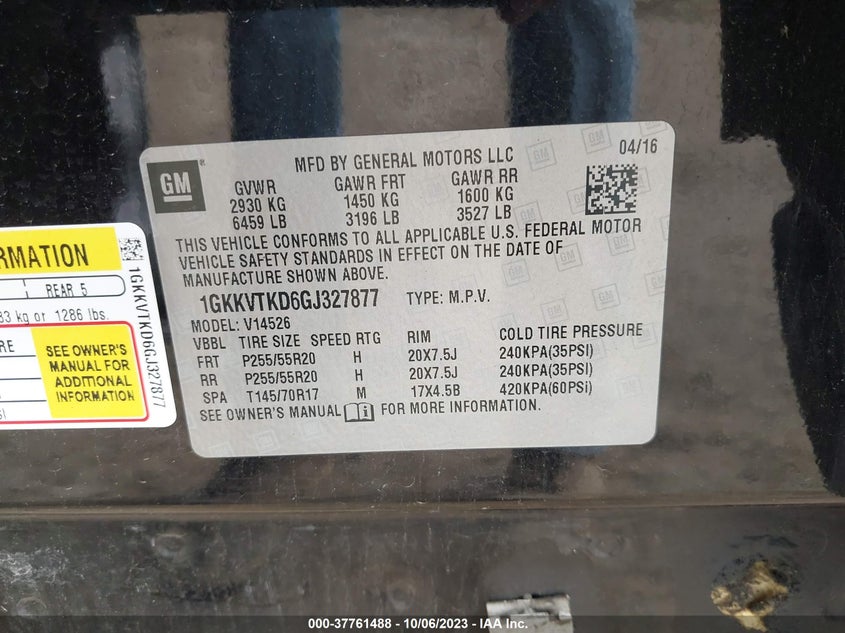 GM
MFD BY GENERAL MOTORS LLC
04/16
GVWR GAWR FRT GAWR RR
2930 KG 1450 KG 1600 KG
6459 LB 3196 LB 3527 LB
THIS VEHICLE CONFORMS TO ALL APPLICABLE U.S. FEDERAL MOTOR
VEHICLE SAFETY STANDARDS IN EFFECT ON THE DATE OF
MANUFACTURE SHOWN ABOVE.
1GKKVTKD6GJ327877 TYPE: M.P.V.
MODEL: V14526
VBBL TIRE SIZE SPEED RTG RIM COLD TIRE PRESSURE
FRT P255/55R20 H 20X7.5J 240KPA(35PSI)
RR P255/55R20 H 20X7.5J 240KPA(35PSI)
SPA T145/70R17 M 17X4.5B 420KPA(60PSi)
SEE OWNER'S MANUAL FOR MORE INFORMATION.
RMATION
REAR 5
83 kg or 1286 lbs.
RE
SEE OWNER'S
MANUAL FOR
ADDITIONAL
INFORMATION
SI
1GKKVTKD6GJ327877
000-37761488 - 10/06/2023 - IAA Inc.